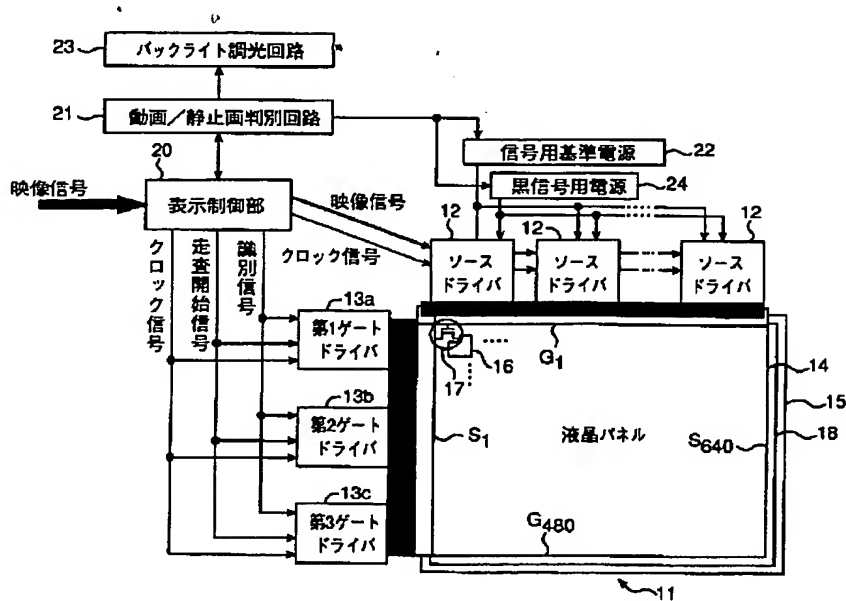 23
バックライト調光回路
21
動画／静止画判別回路
信号用基準電源
22
20
黒信号用電源
24
映像信号
表示制御部
映像信号
クロック信号
12
12
12
ソース
ドライバ
ソース
ドライバ
ソース
ドライバ
クロック信号
走査開始信号
識別信号
13a
第1ゲート
ドライバ
13b
第2ゲート
ドライバ
13c
第3ゲート
ドライバ
17
16
G1
14
15
18
S1
液晶パネル
S640
G480
11